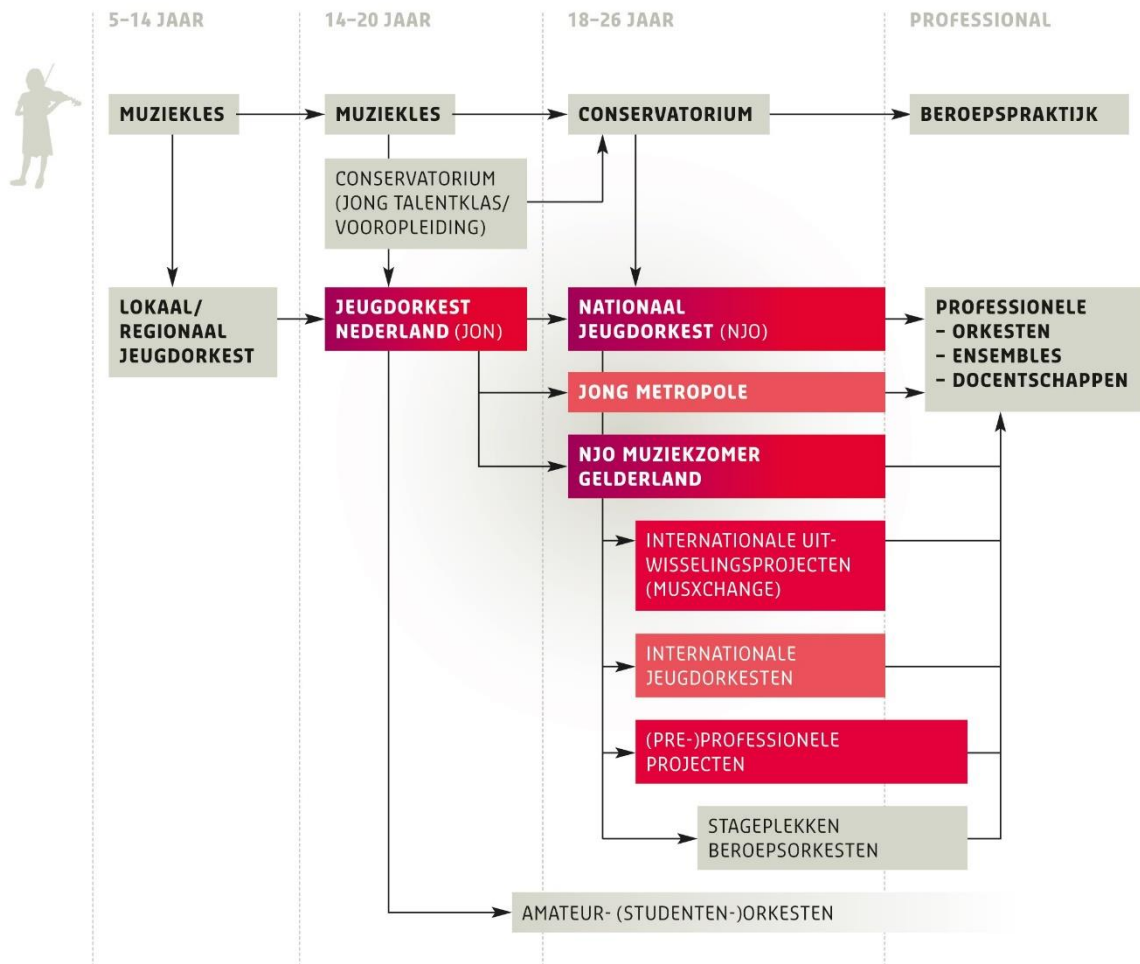 5–14 JAAR
14–20 JAAR
18–26 JAAR
PROFESSIONAL
MUZIEKLES
MUZIEKLES
CONSERVATORIUM
BEROEPSPRAKTIJK
CONSERVATORIUM
(JONG TALENTKLAS/
VOOROPLEIDING)
LOKAAL/
REGIONAAL
JEUGDORKEST
JEUGDORKEST
NEDERLAND (JON)
NATIONAAL
JEUGDORKEST (NJO)
PROFESSIONELE
– ORKESTEN
– ENSEMBLES
– DOCENTSCHAPPEN
JONG METROPOLE
NJO MUZIEKZOMER
GELDERLAND
INTERNATIONALE UIT-
WISSELINGSPROJECTEN
(MUSXCHANGE)
INTERNATIONALE
JEUGDORKESTEN
(PRE-)PROFESSIONELE
PROJECTEN
STAGEPLEKKEN
BEROEPSORKESTEN
AMATEUR- (STUDENTEN-)ORKESTEN